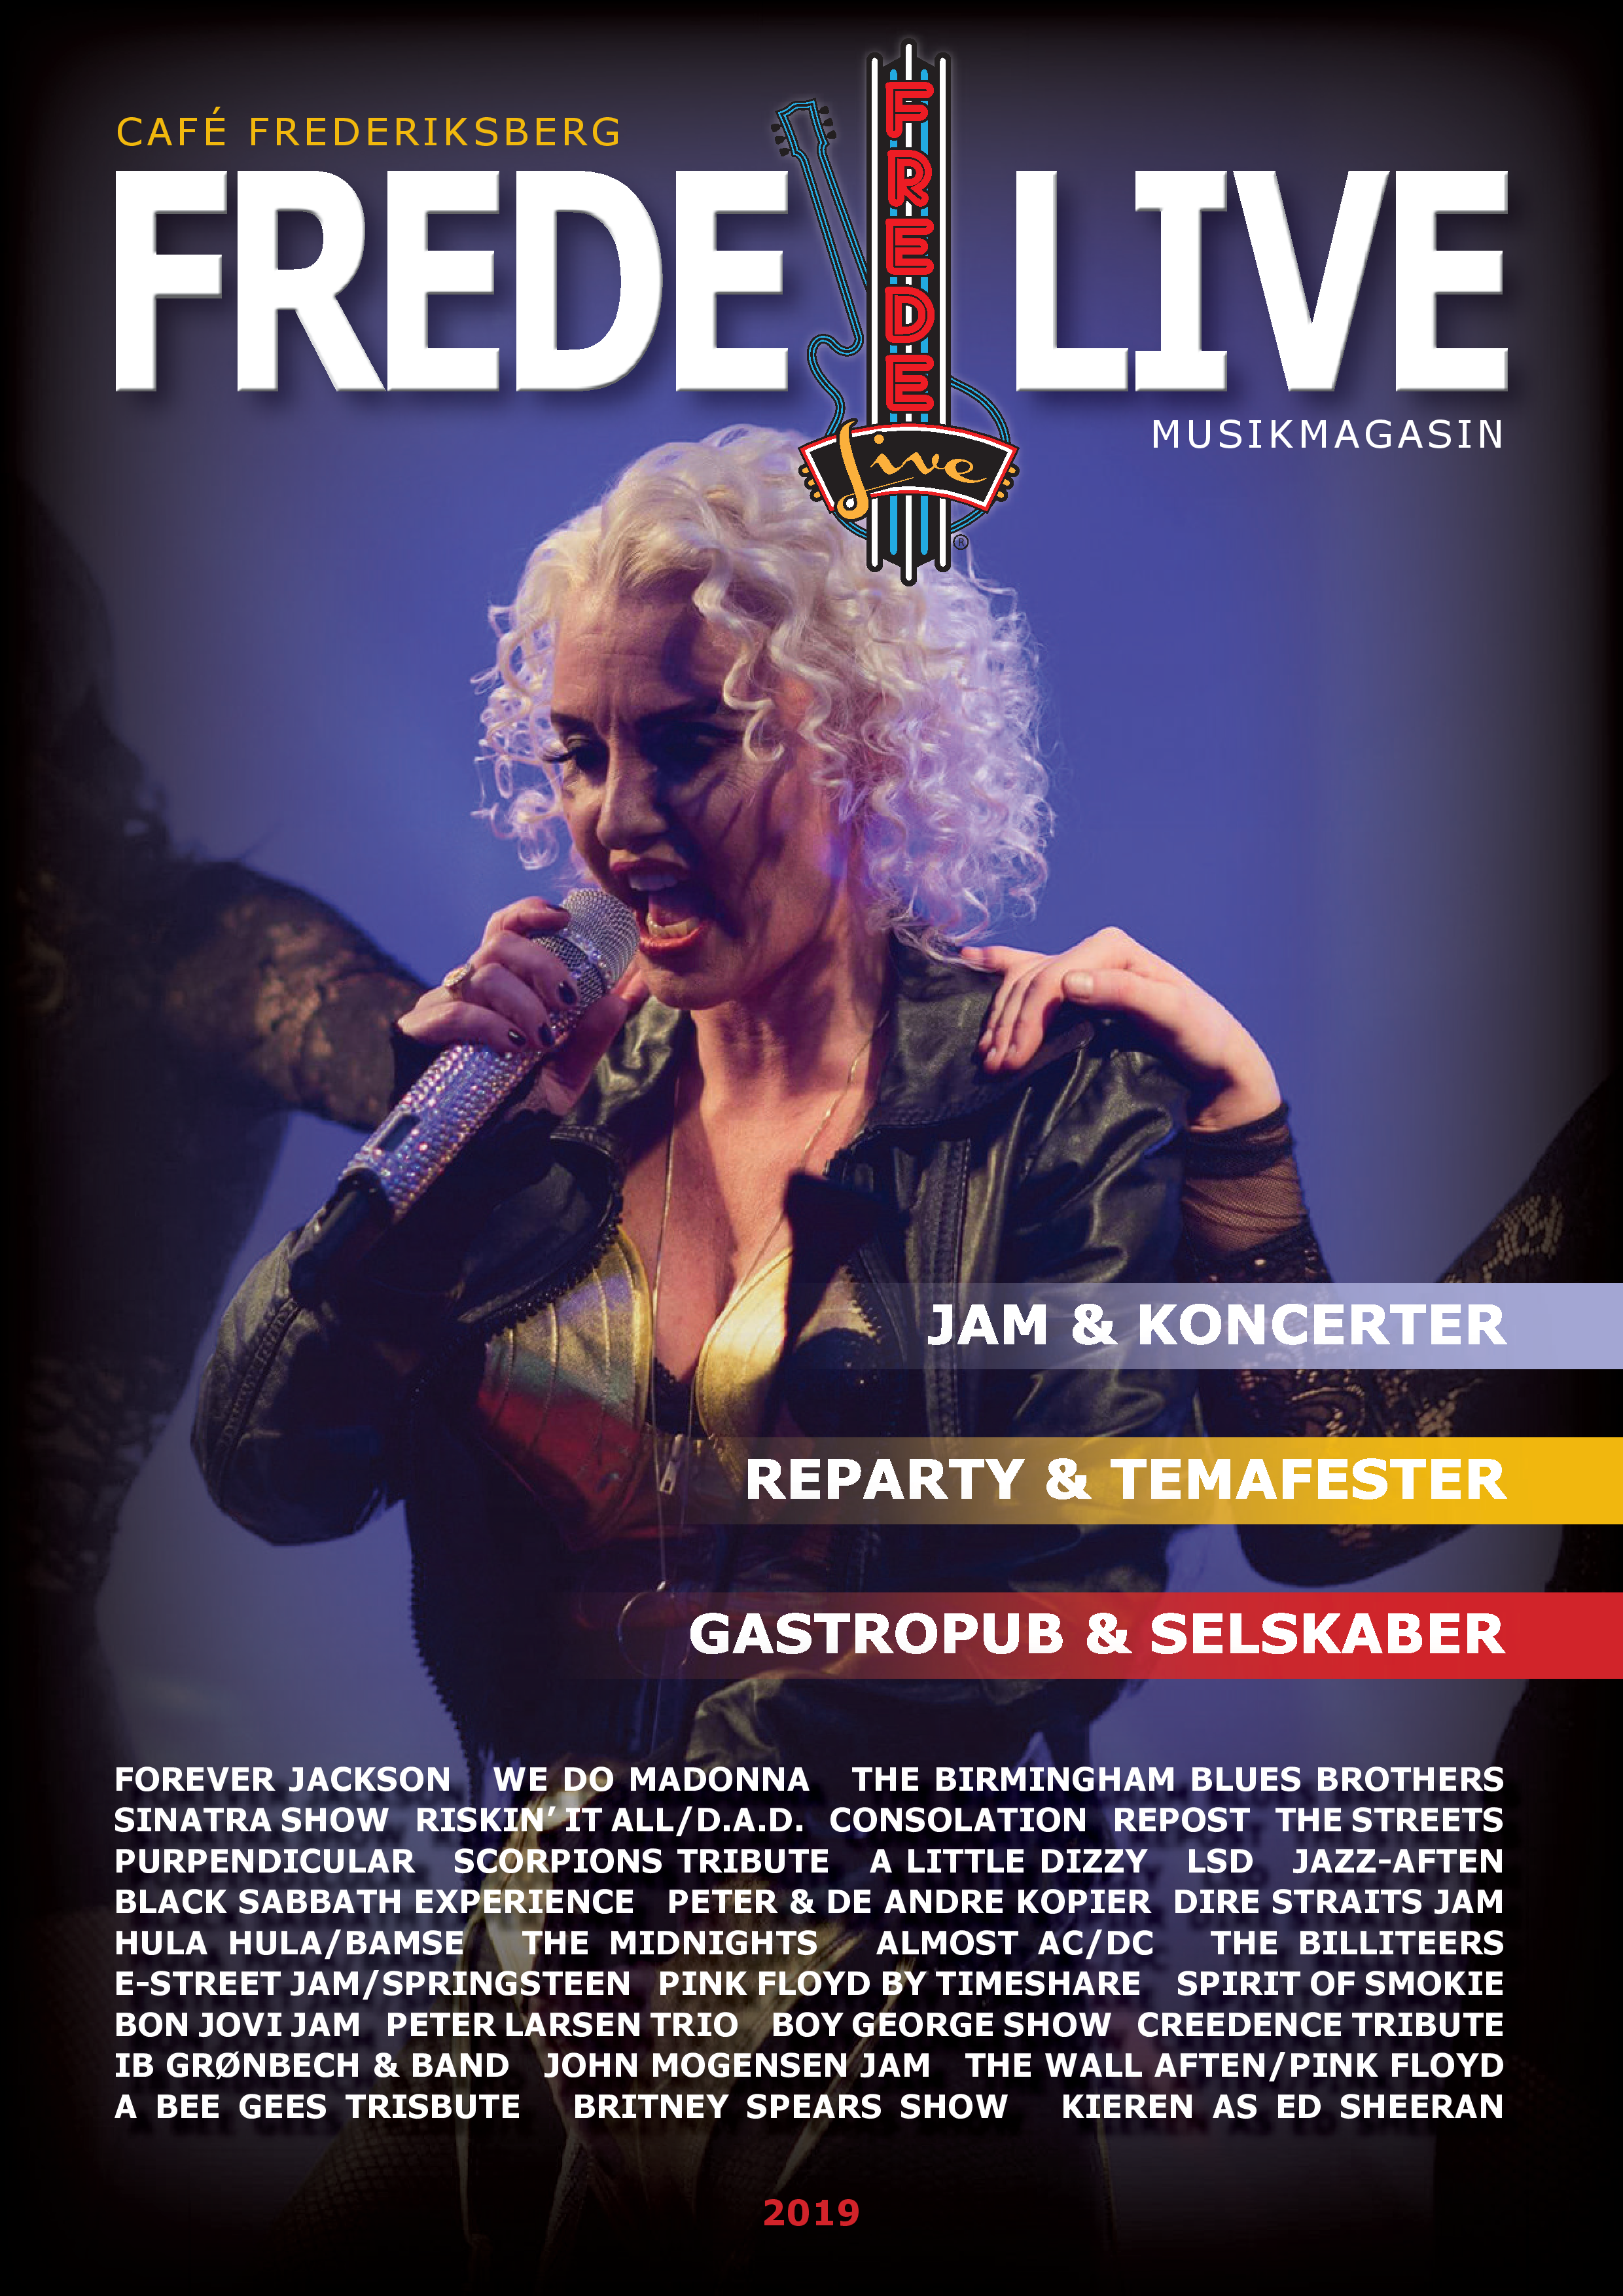 CAFÉ FREDERIKSBERG
FREDE LIVE
FREDE
Live
®
MUSIKMAGASIN
JAM & KONCERTER
REPARTY & TEMAFESTER
GASTROPUB & SELSKABER
FOREVER JACKSON WE DO MADONNA THE BIRMINGHAM BLUES BROTHERS
SINATRA SHOW RISKIN' IT ALL/D.A.D. CONSOLATION REPOST THE STREETS
PURPENDICULAR SCORPIONS TRIBUTE A LITTLE DIZZY LSD JAZZ-AFTEN
BLACK SABBATH EXPERIENCE PETER & DE ANDRE KOPIER DIRE STRAITS JAM
HULA HULA/BAMSE THE MIDNIGHTS ALMOST AC/DC THE BILLITEERS
E-STREET JAM/SPRINGSTEEN PINK FLOYD BY TIMESHARE SPIRIT OF SMOKIE
BON JOVI JAM PETER LARSEN TRIO BOY GEORGE SHOW CREEDENCE TRIBUTE
IB GRØNBECH & BAND JOHN MOGENSEN JAM THE WALL AFTEN/PINK FLOYD
A BEE GEES TRISBUTE BRITNEY SPEARS SHOW KIEREN AS ED SHEERAN
2019